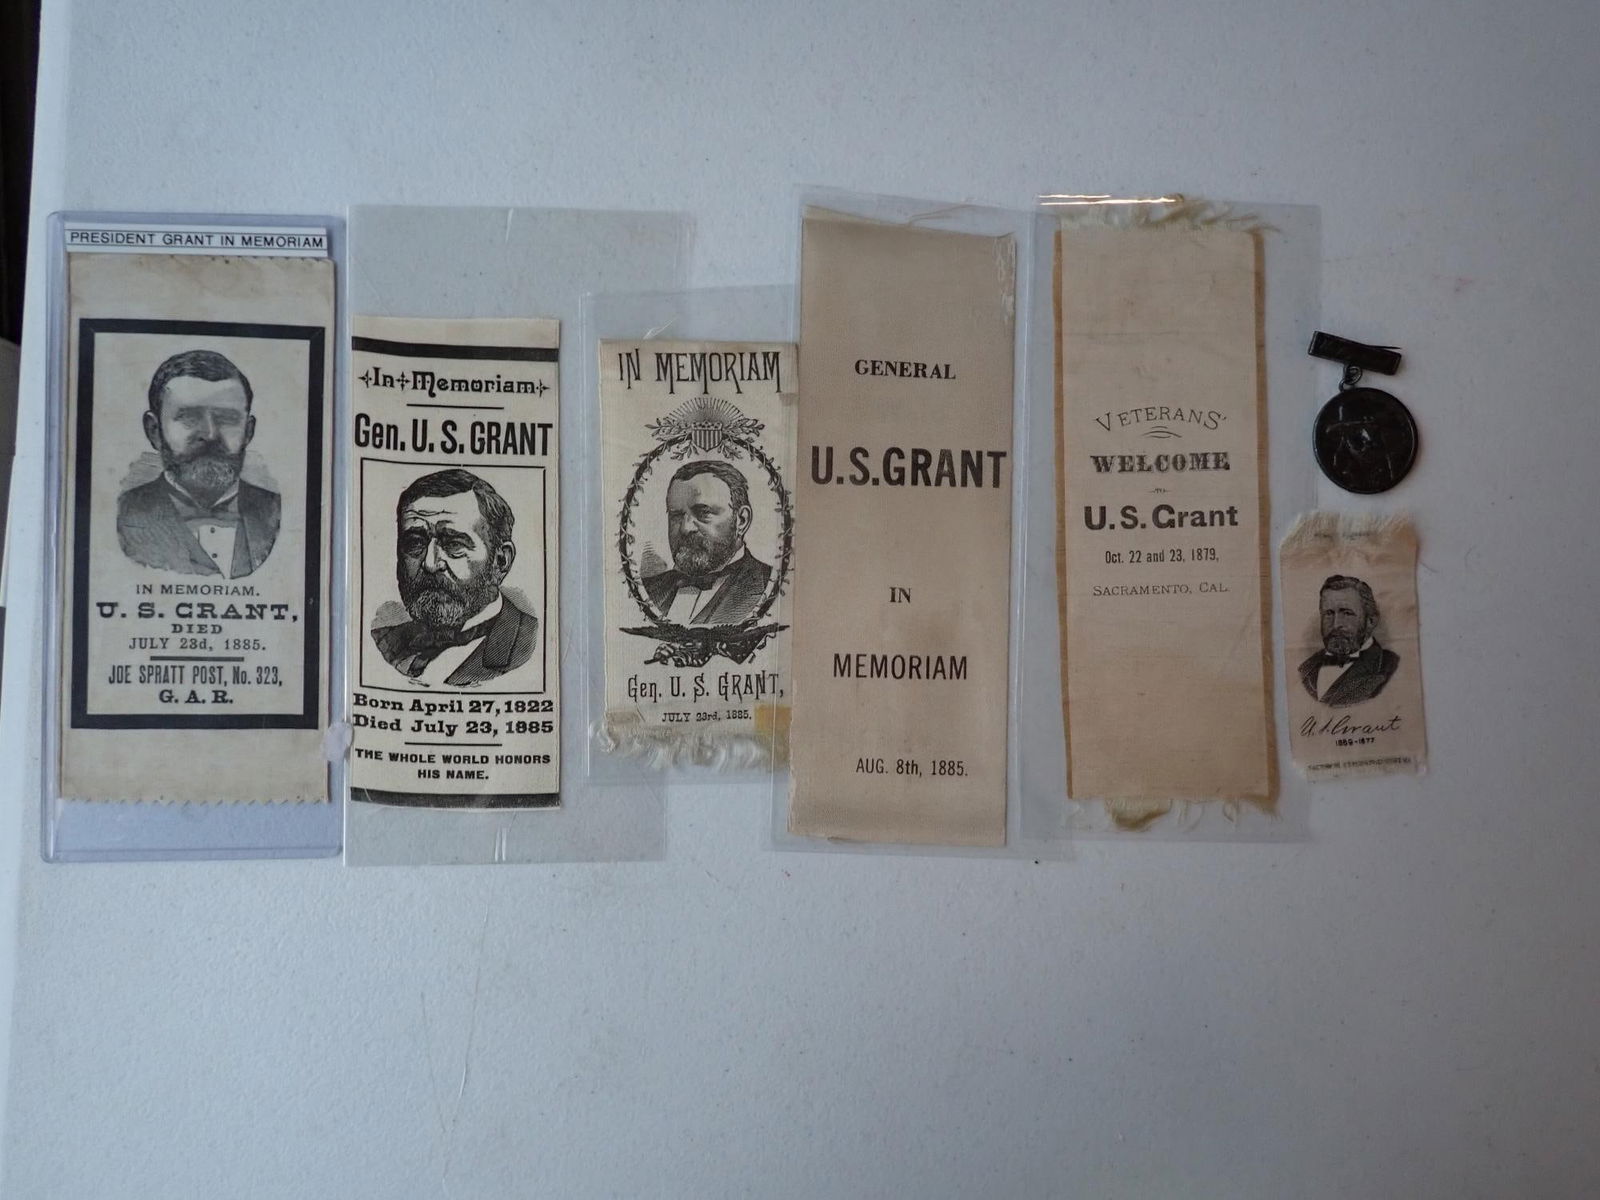 PRESIDENT GRANT IN MEMORIAM
IN MEMORIAM.
U. S. GRANT,
DIED
JULY 23d, 1885.
JOE SPRATT POST, No. 323,
G. A. R.
In Memoriam
Gen. U. S. GRANT
Born April 27, 1822
Died July 23, 1885
THE WHOLE WORLD HONORS
HIS NAME.
IN MEMORIAM
Gen. U. S. GRANT,
JULY 23rd, 1885.
GENERAL
U.S.GRANT
IN
MEMORIAM
AUG. 8th, 1885.
VETERANS'
WELCOME
TO
U.S. Grant
Oct. 22 and 23, 1879,
SACRAMENTO, CAL.
U.S. Grant
1869-1877